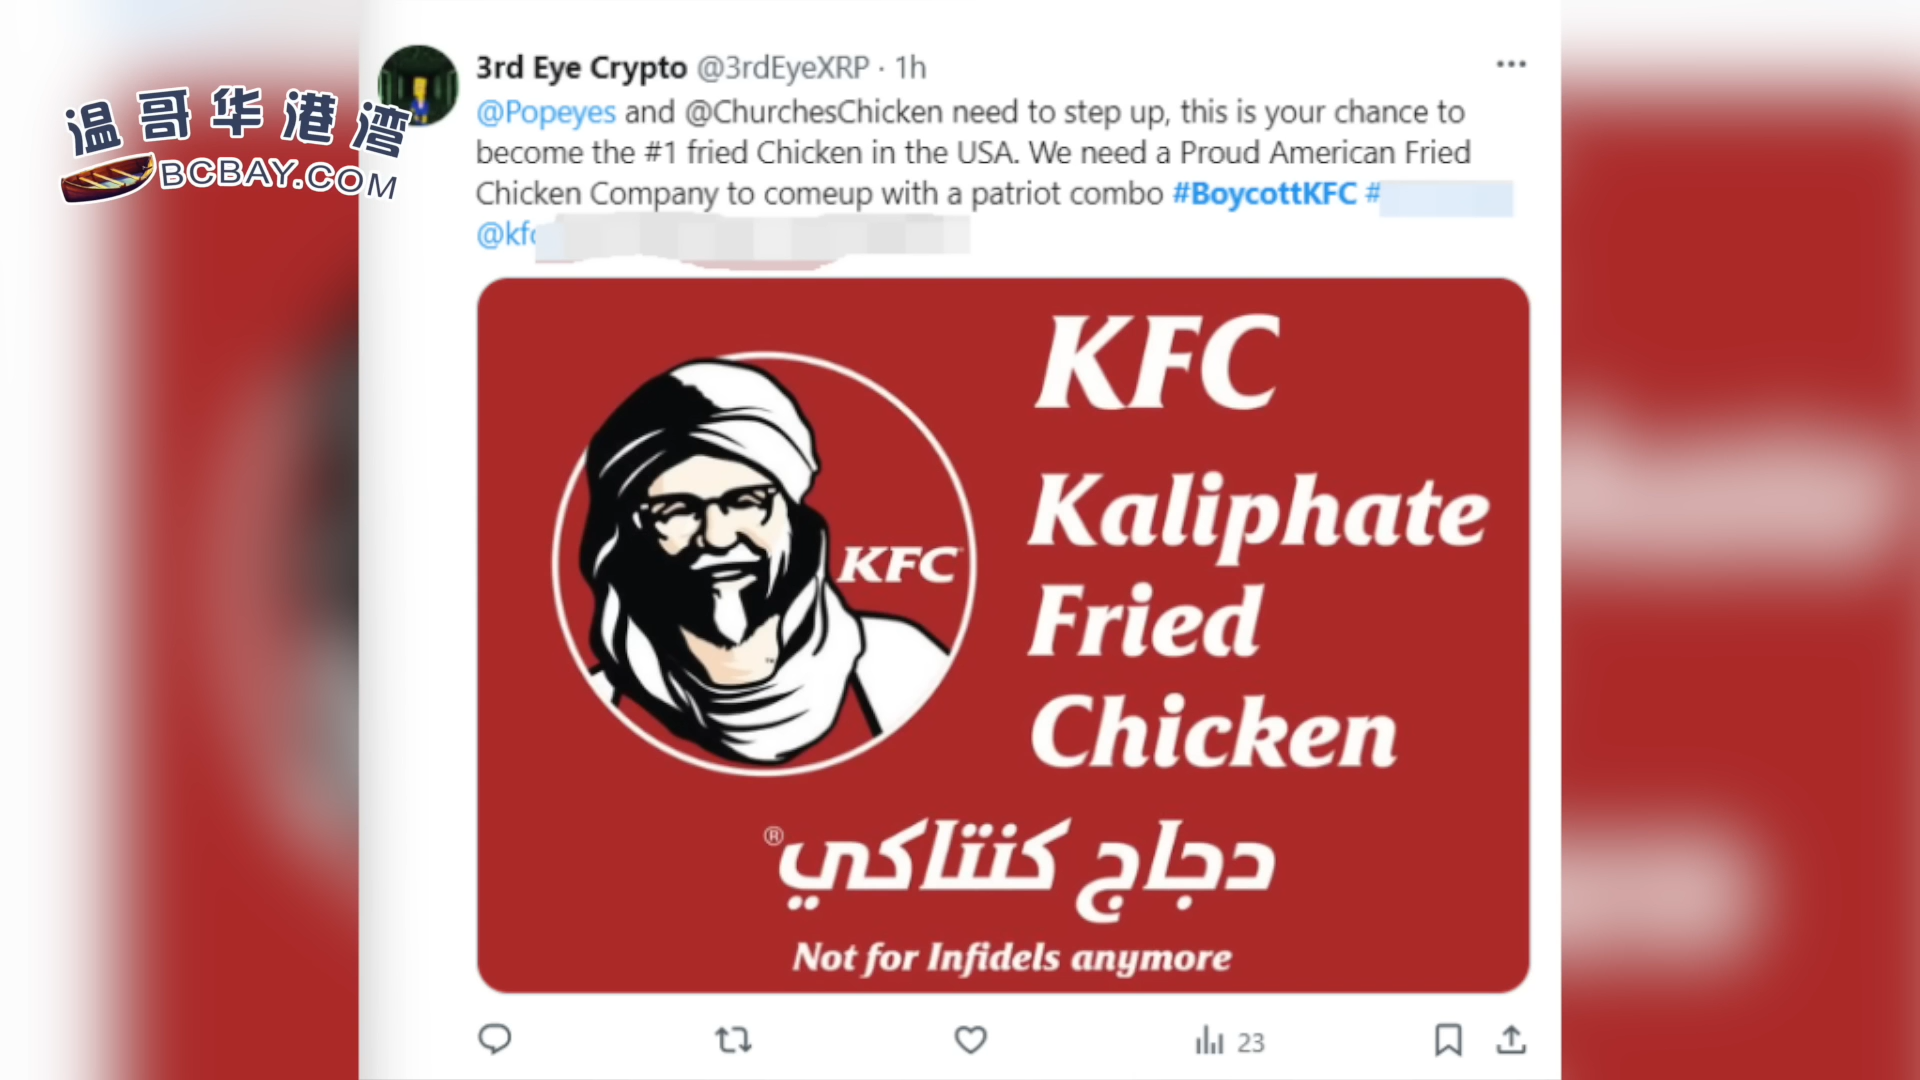 温哥华港湾
BCBAY.COM
3rd Eye Crypto @3rdEyeXRP · 1h
@Popeyes and @ChurchesChicken need to step up, this is your chance to
become the #1 fried Chicken in the USA. We need a Proud American Fried
Chicken Company to comeup with a patriot combo #BoycottKFC #
@kfc
KFC
Kaliphate
Fried
Chicken
KFC
دجاج كنتاكي®
Not for Infidels anymore
23